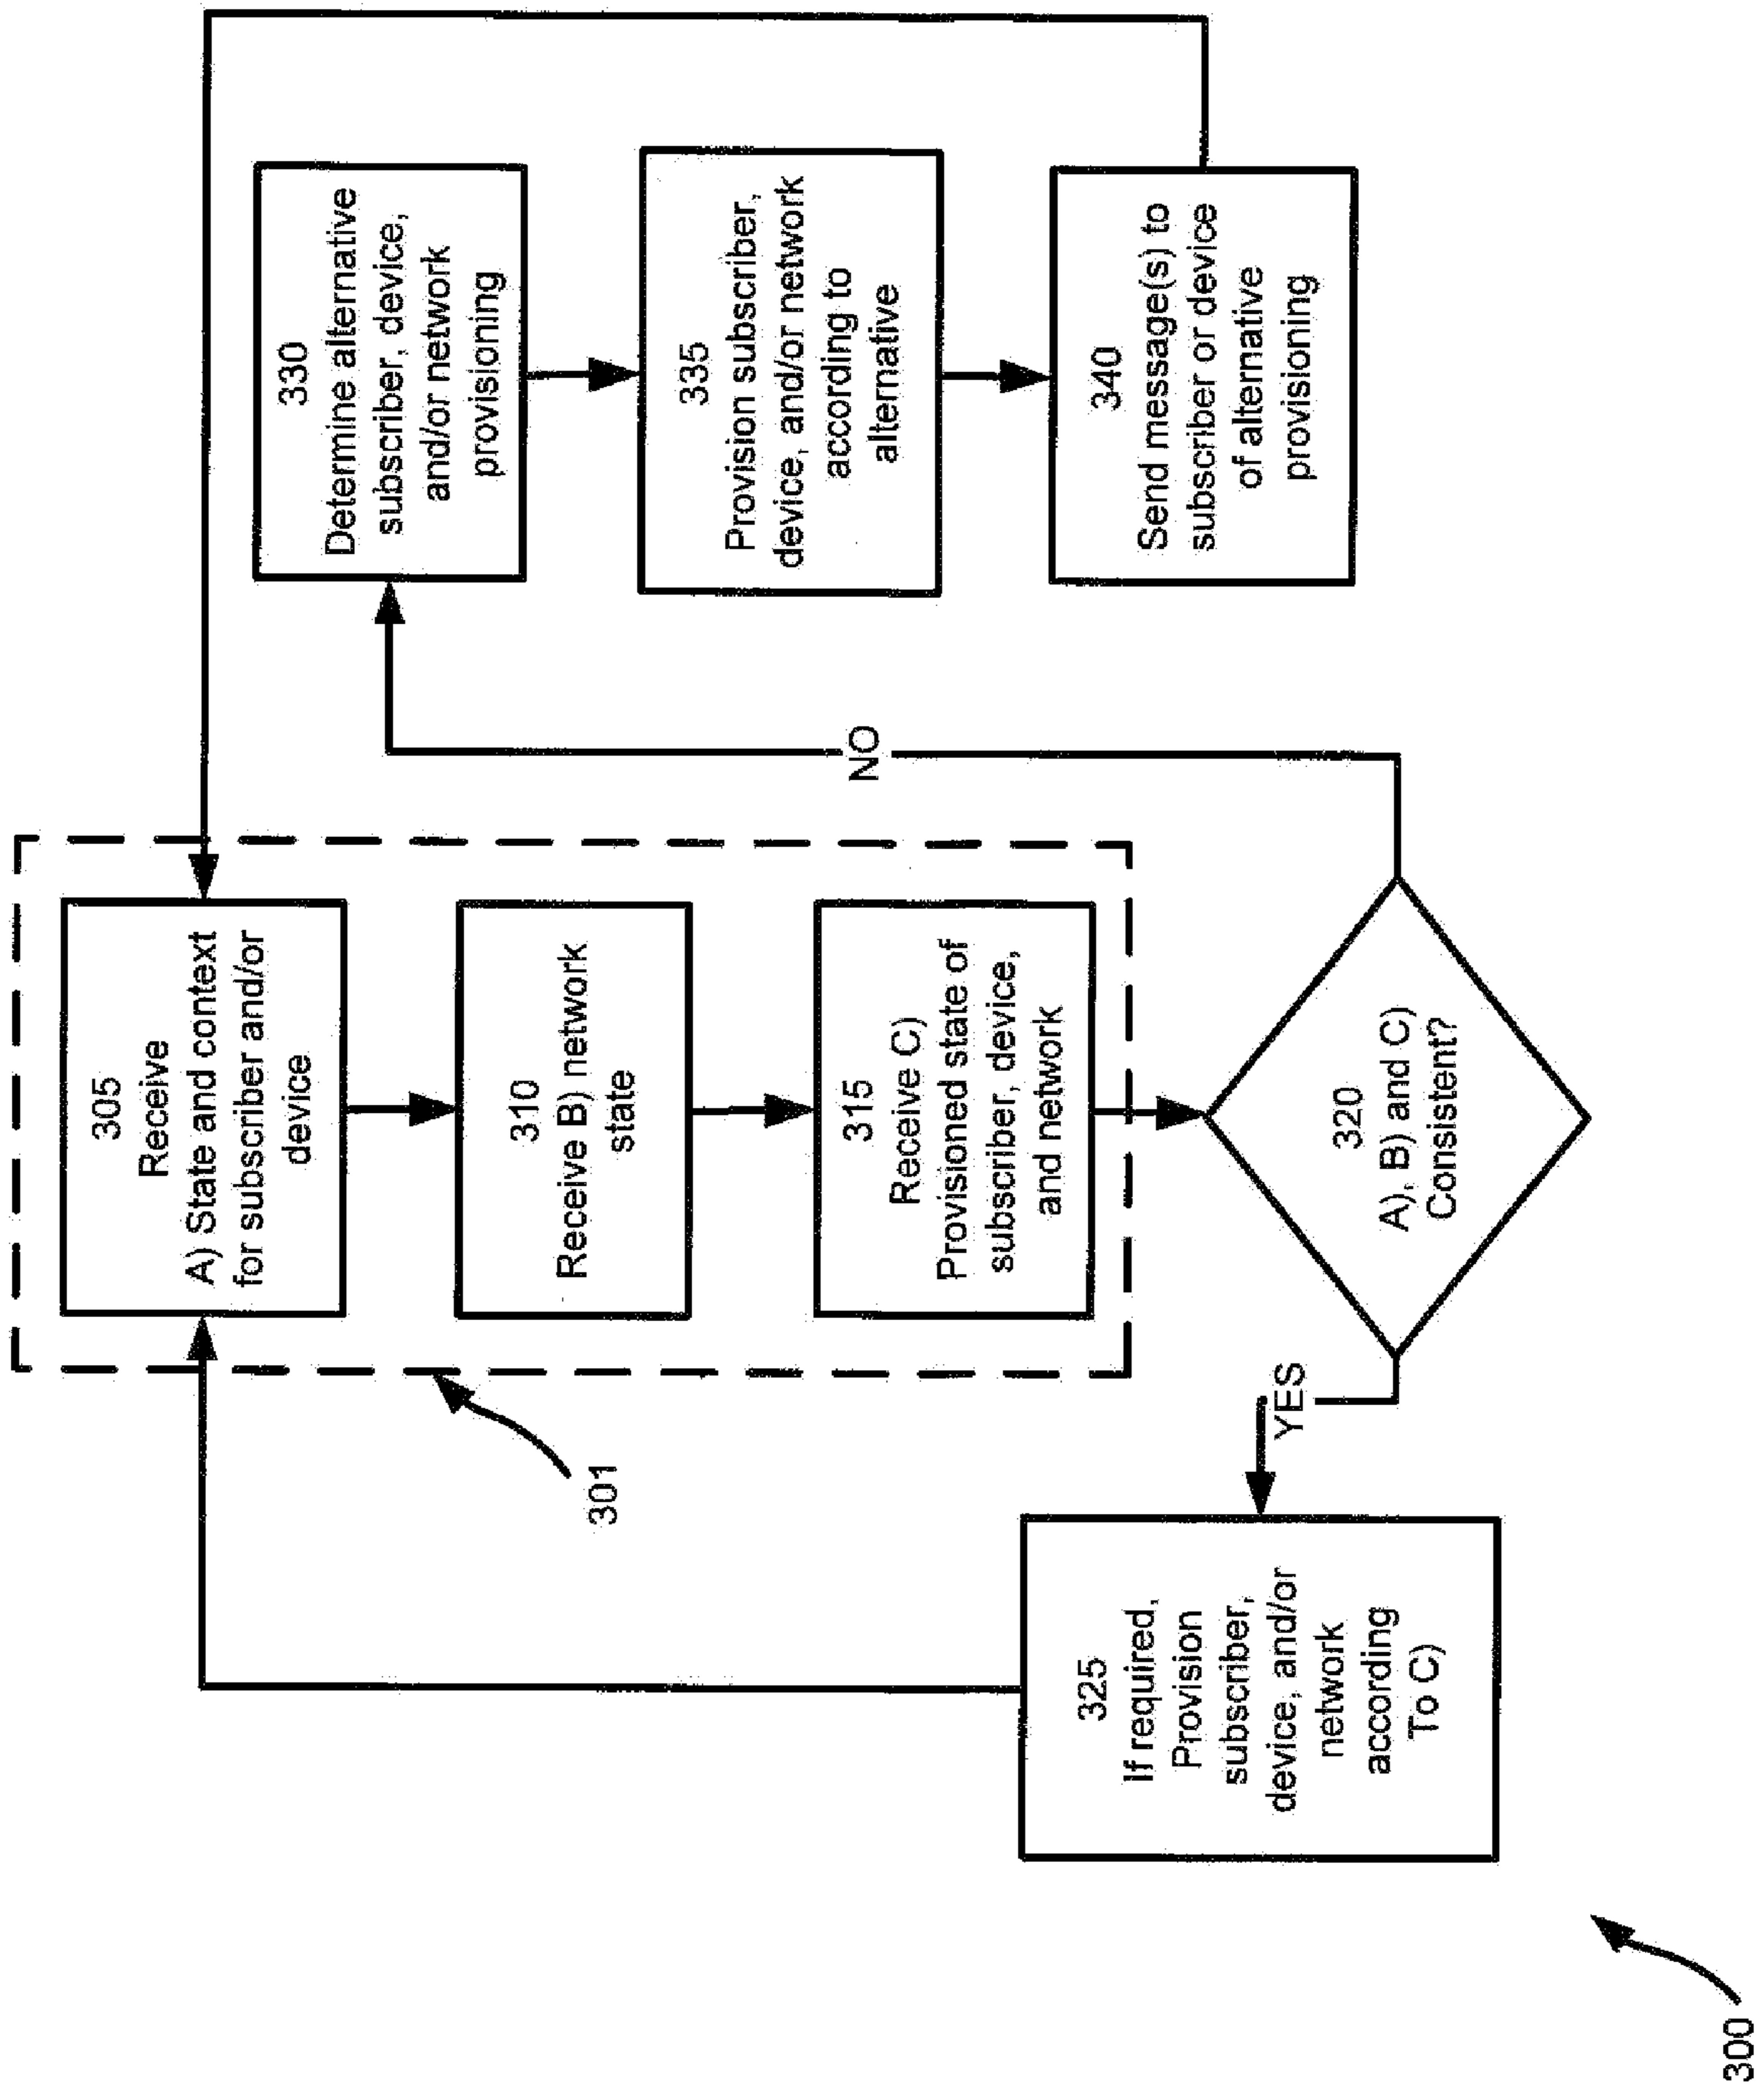 305
Receive
A) State and context
for subscriber and/or
device
310
Receive B) network
state
315
Receive C)
Provisioned state of
subscriber, device,
and network
301
320
A), B) and C)
Consistent?
YES
NO
325
If required,
Provision
subscriber,
device, and/or
network
according
To C)
330
Determine alternative
subscriber, device,
and/or network
provisioning
335
Provision subscriber,
device, and/or network
according to
alternative
340
Send message(s) to
subscriber or device
of alternative
provisioning
300